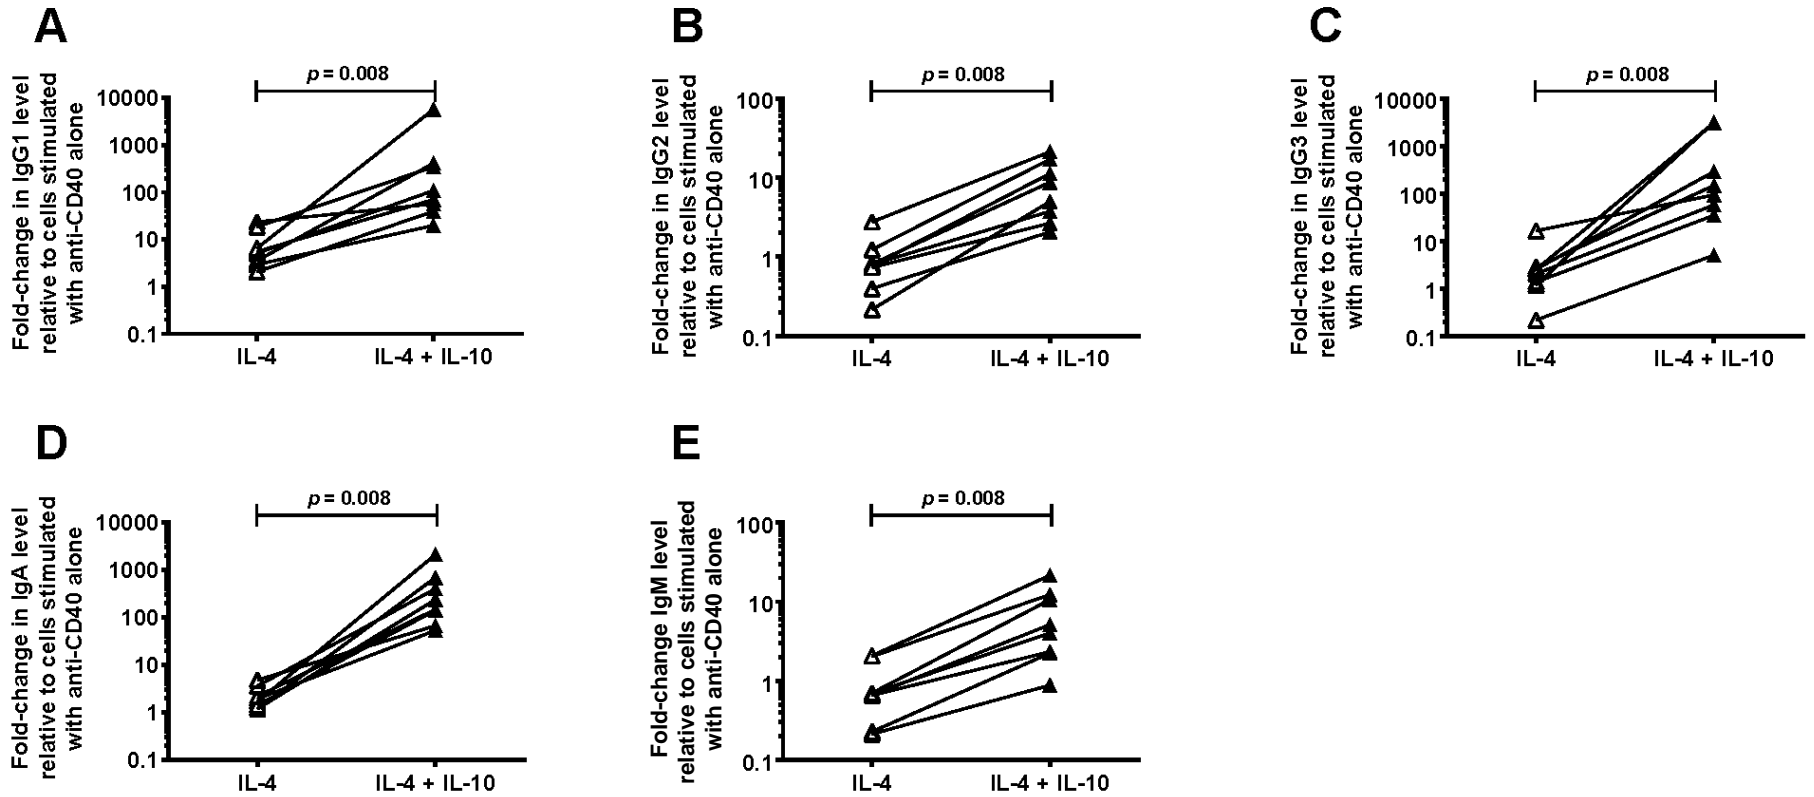 A
Fold-change in IgG1 level
relative to cells stimulated
with anti-CD40 alone
p = 0.008
10000
1000
100
10
1
0.1
IL-4
IL-4 + IL-10
B
Fold-change in IgG2 level
relative to cells stimulated
with anti-CD40 alone
p = 0.008
100
10
1
0.1
IL-4
IL-4 + IL-10
C
Fold-change in IgG3 level
relative to cells stimulated
with anti-CD40 alone
p = 0.008
10000
1000
100
10
1
0.1
IL-4
IL-4 + IL-10
D
Fold-change in IgA level
relative to cells stimulated
with anti-CD40 alone
p = 0.008
10000
1000
100
10
1
0.1
IL-4
IL-4 + IL-10
E
Fold-change IgM level
relative to cells stimulated
with anti-CD40 alone
p = 0.008
100
10
1
0.1
IL-4
IL-4 + IL-10